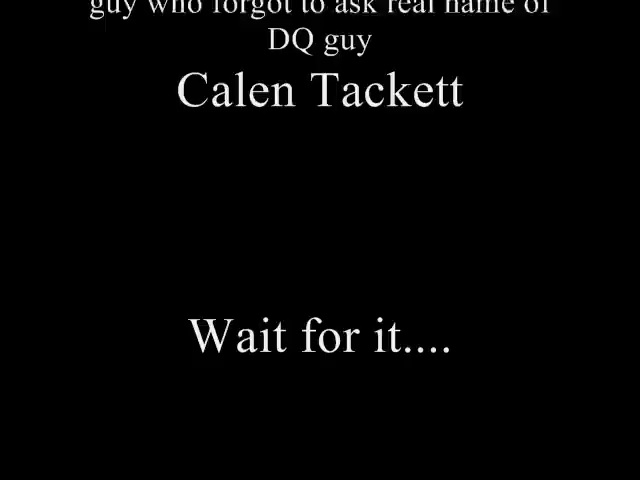 guy who forgot to ask real name of
DQ guy
Calen Tackett
Wait for it....